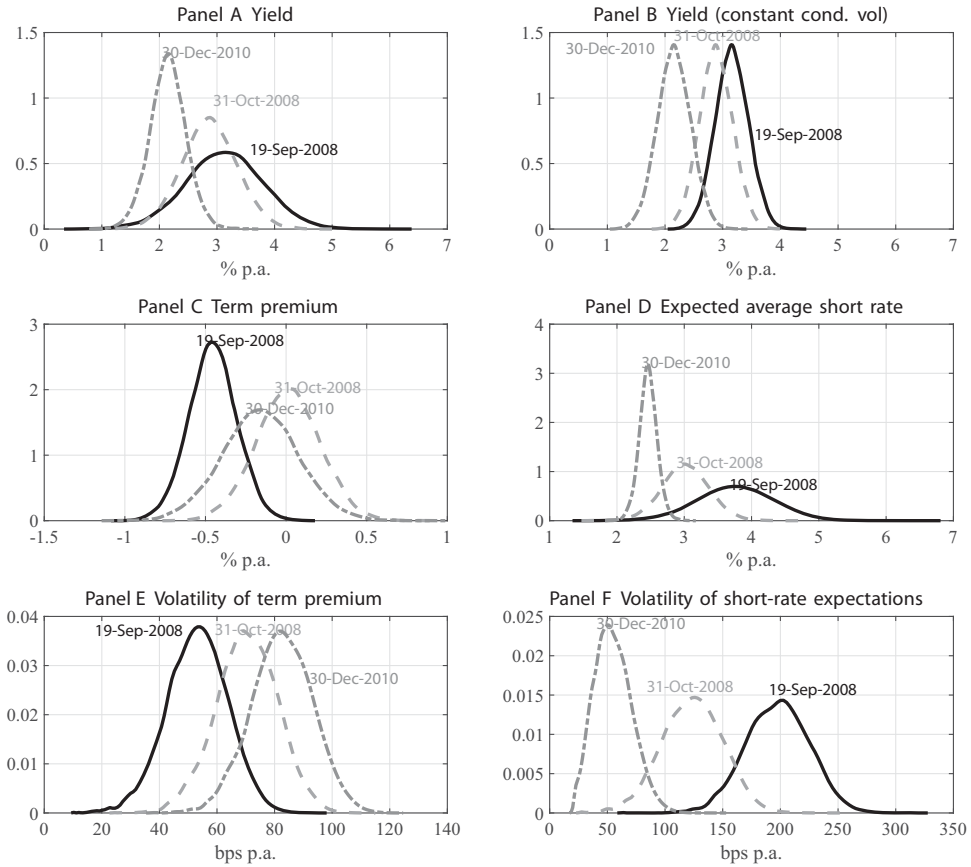 Panel A Yield
1.5
1
0.5
0
0 1 2 3 4 5 6 7
% p.a.
30-Dec-2010
31-Oct-2008
19-Sep-2008
Panel B Yield (constant cond. vol)
1.5
1
0.5
0
0 1 2 3 4 5 6 7
% p.a.
31-Oct-2008
30-Dec-2010
19-Sep-2008
Panel C Term premium
3
2
1
0
-1.5 -1 -0.5 0 0.5 1
% p.a.
19-Sep-2008
31-Oct-2008
30-Dec-2010
Panel D Expected average short rate
4
3
2
1
0
1 2 3 4 5 6 7
% p.a.
30-Dec-2010
31-Oct-2008
19-Sep-2008
Panel E Volatility of term premium
0.04
0.03
0.02
0.01
0
0 20 40 60 80 100 120 140
bps p.a.
19-Sep-2008
31-Oct-2008
30-Dec-2010
Panel F Volatility of short-rate expectations
0.025
0.02
0.015
0.01
0.005
0
0 50 100 150 200 250 300 350
bps p.a.
30-Dec-2010
31-Oct-2008
19-Sep-2008